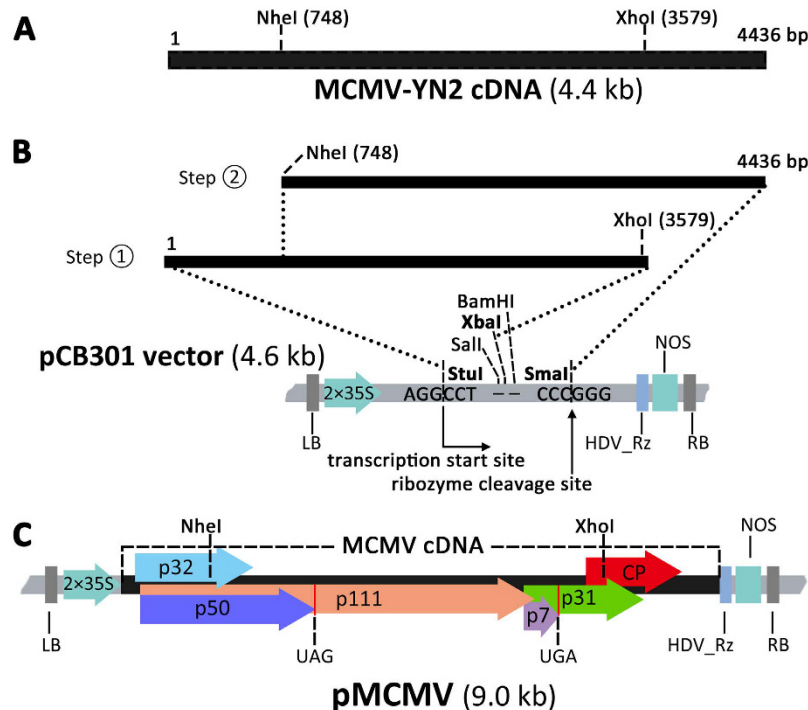 A
NheI (748)
XhoI (3579)
1
4436 bp
MCMV-YN2 cDNA (4.4 kb)
B
NheI (748)
4436 bp
Step ②
XhoI (3579)
1
Step ①
BamHI
XbaI
SalI
pCB301 vector (4.6 kb)
StuI
SmaI
NOS
2×35S
AGGCCT
– –
CCCGGG
LB
HDV_Rz
RB
transcription start site
ribozyme cleavage site
C
NheI
XhoI
NOS
MCMV cDNA
p32
CP
2×35S
p50
p111
p7
p31
LB
UAG
UGA
HDV_Rz
RB
pMCMV (9.0 kb)